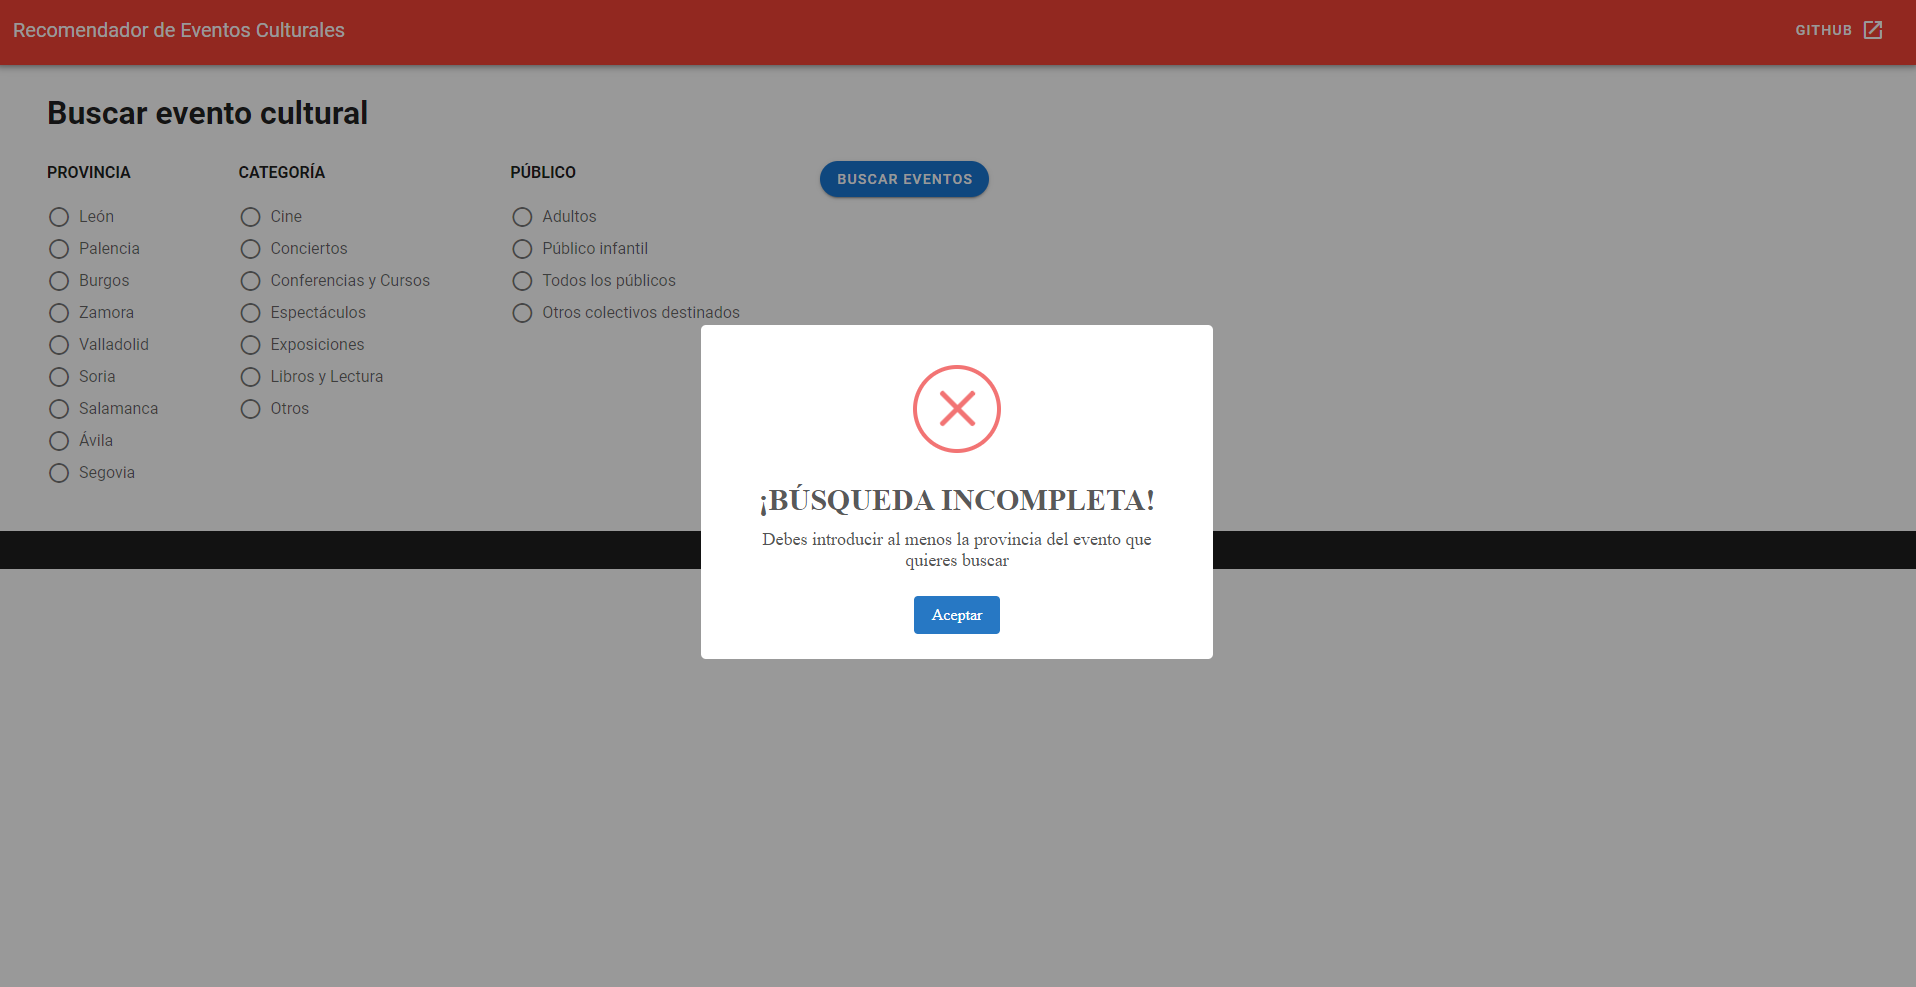 Recomendador de Eventos Culturales
GITHUB
Buscar evento cultural
PROVINCIA
León
Palencia
Burgos
Zamora
Valladolid
Soria
Salamanca
Ávila
Segovia
CATEGORÍA
Cine
Conciertos
Conferencias y Cursos
Espectáculos
Exposiciones
Libros y Lectura
Otros
PÚBLICO
Adultos
Público infantil
Todos los públicos
Otros colectivos destinados
BUSCAR EVENTOS
¡BÚSQUEDA INCOMPLETA!
Debes introducir al menos la provincia del evento que
quieres buscar
Aceptar